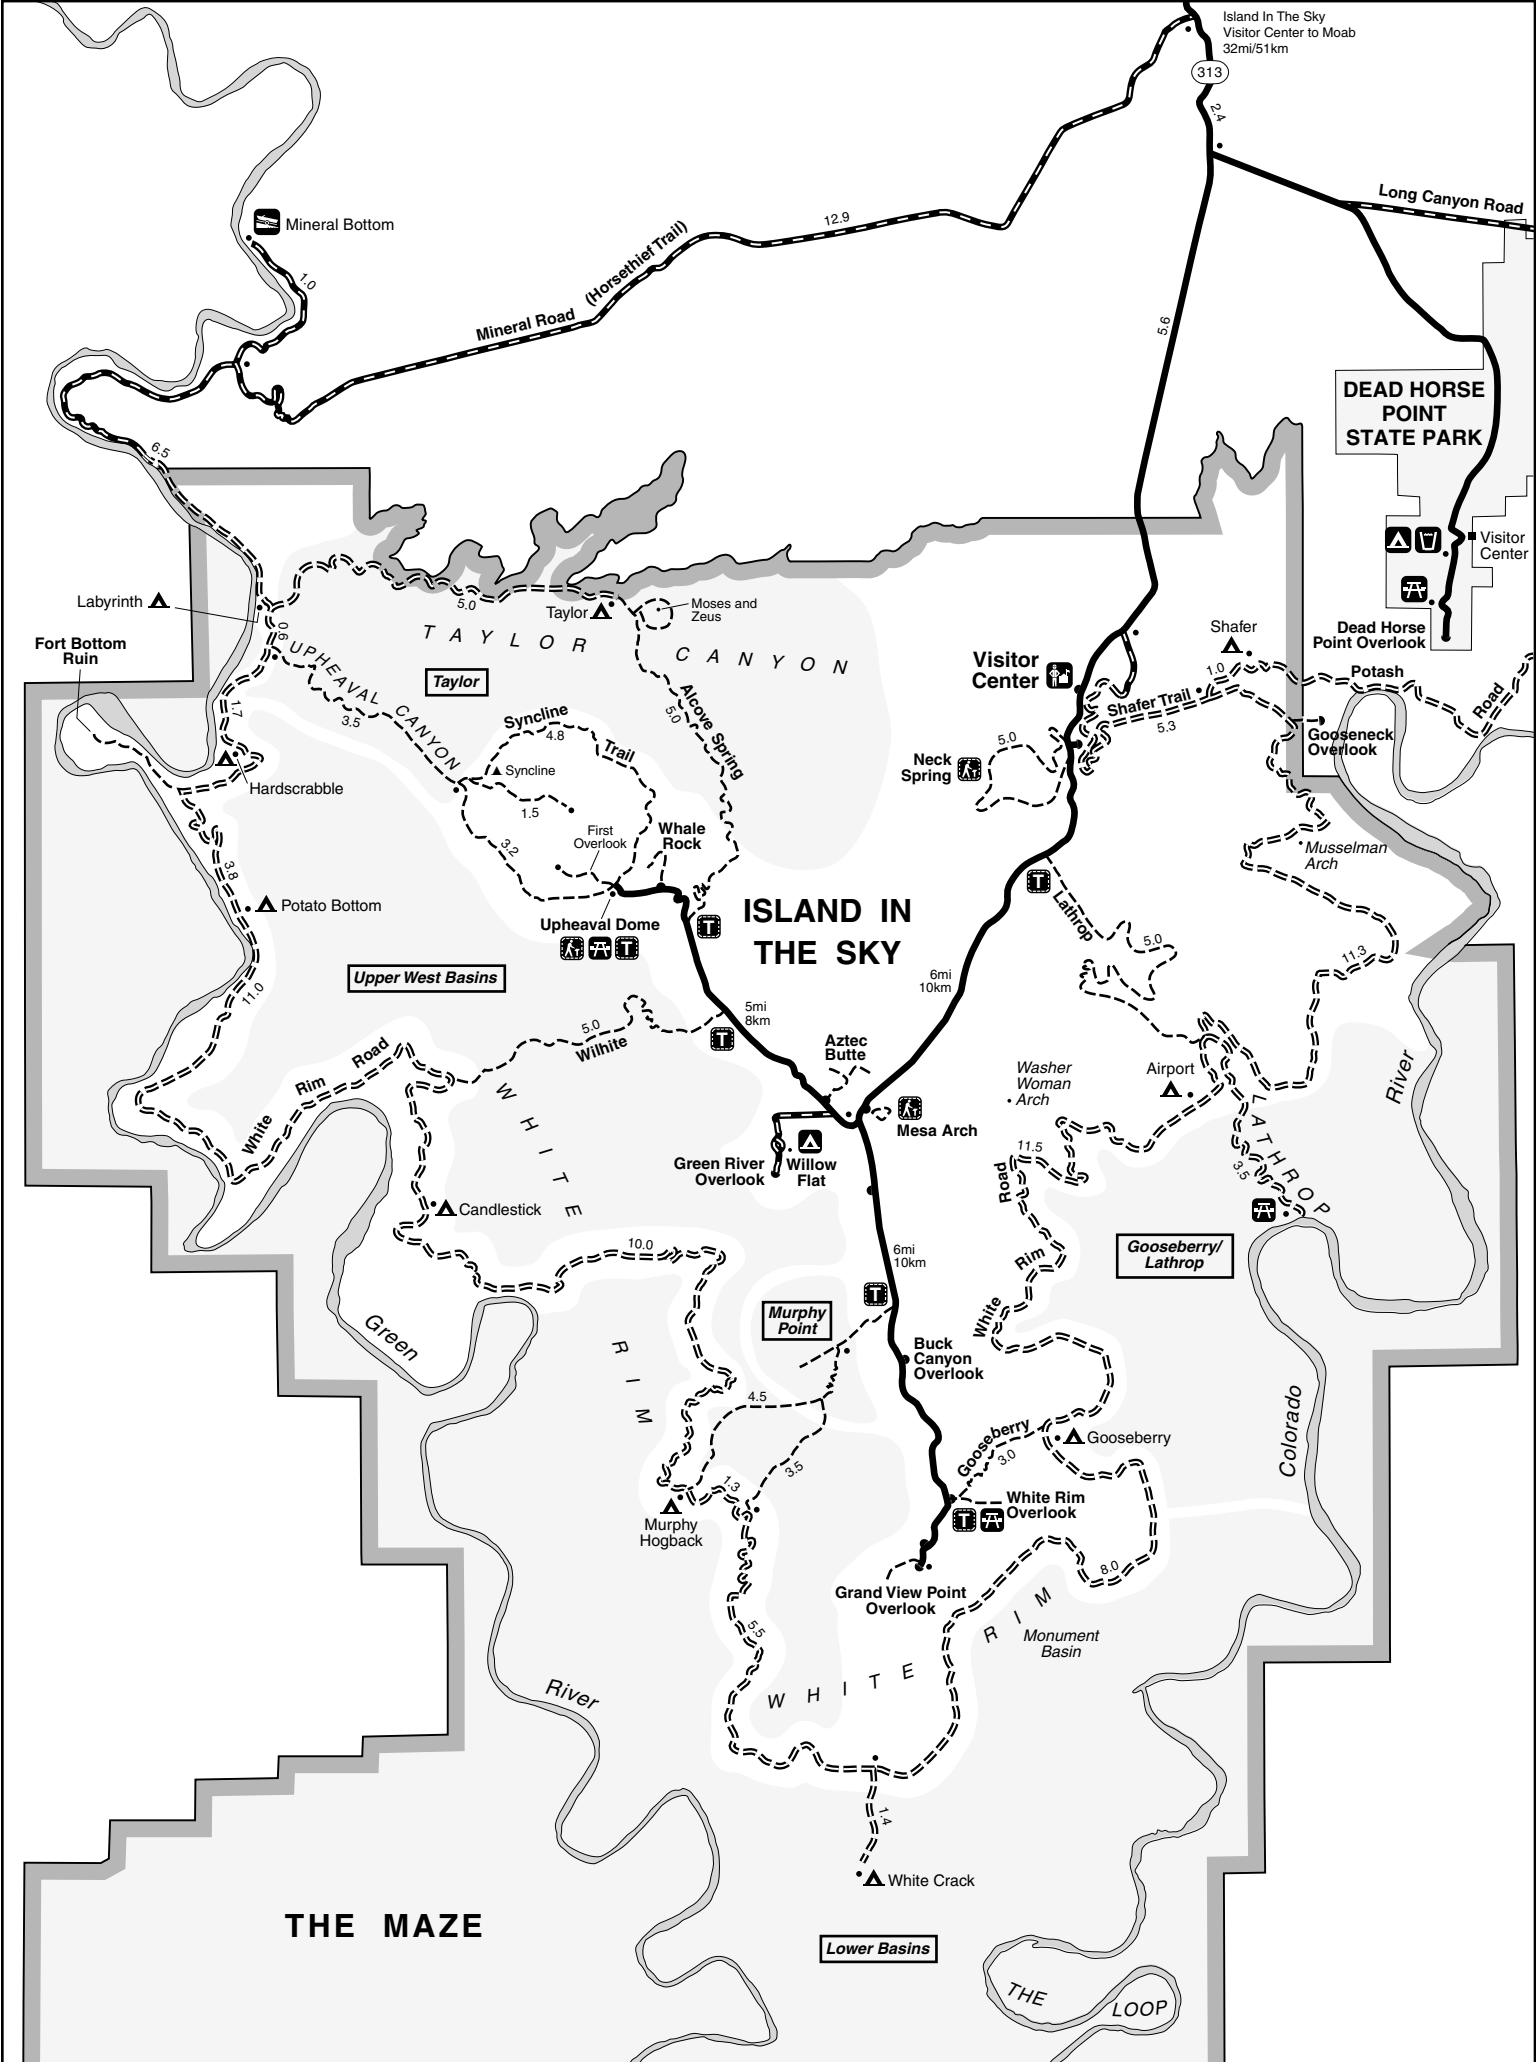 Island In The Sky
Visitor Center to Moab
32mi/51km
313
2.4
Long Canyon Road
Mineral Bottom
1.0
Mineral Road
(Horsethief Trail)
12.9
5.6
DEAD HORSE
POINT
STATE PARK
6.5
Visitor
Center
Dead Horse
Point Overlook
Labyrinth
0.6
5.0
Taylor
Moses and
Zeus
TAYLOR CANYON
Fort Bottom
Ruin
UPHEAVAL CANYON
3.5
Taylor
1.7
Hardscrabble
Syncline
4.8
Trail
Syncline
1.5
3.2
First
Overlook
Whale
Rock
Alcove Spring
5.0
Visitor
Center
Neck
Spring
5.0
Shafer
1.0
Shafer Trail
5.3
Potash
Road
Gooseneck
Overlook
Musselman
Arch
3.8
Potato Bottom
Upheaval Dome
ISLAND IN
THE SKY
Lathrop
5.0
11.3
Upper West Basins
11.0
6mi
10km
5mi
8km
5.0
Wilhite
Aztec
Butte
White Rim Road
Washer
Woman
Arch
Airport
River
Mesa Arch
Green River
Overlook
Willow
Flat
11.5
LATHROP
3.5
WHITE
RIM
Candlestick
10.0
6mi
10km
Gooseberry/
Lathrop
White Rim Road
Green
Murphy
Point
Buck
Canyon
Overlook
4.5
3.5
1.3
Gooseberry
3.0
Gooseberry
Colorado
Murphy
Hogback
White Rim
Overlook
8.0
Grand View Point
Overlook
5.5
WHITE RIM
Monument
Basin
River
1.4
White Crack
THE MAZE
Lower Basins
THE LOOP